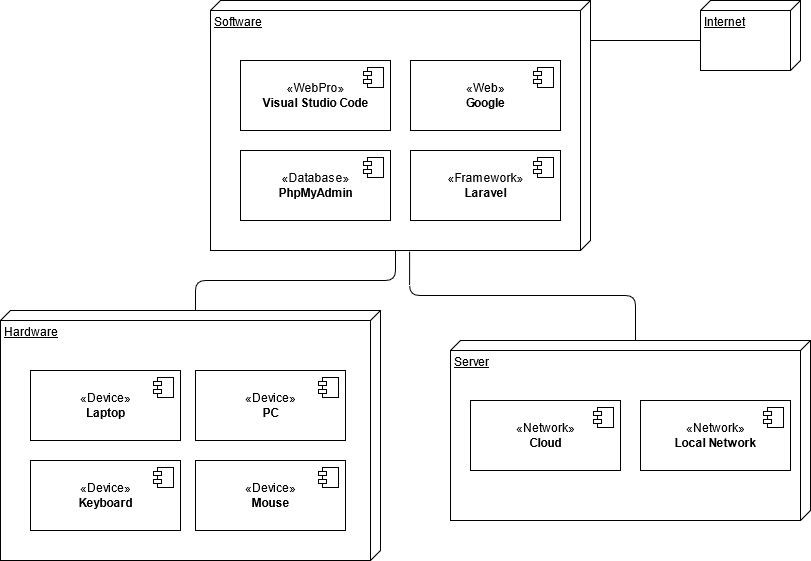 Software
Internet
«WebPro»
Visual Studio Code
«Web»
Google
«Database»
PhpMyAdmin
«Framework»
Laravel
Hardware
«Device»
Laptop
«Device»
PC
«Device»
Keyboard
«Device»
Mouse
Server
«Network»
Cloud
«Network»
Local Network